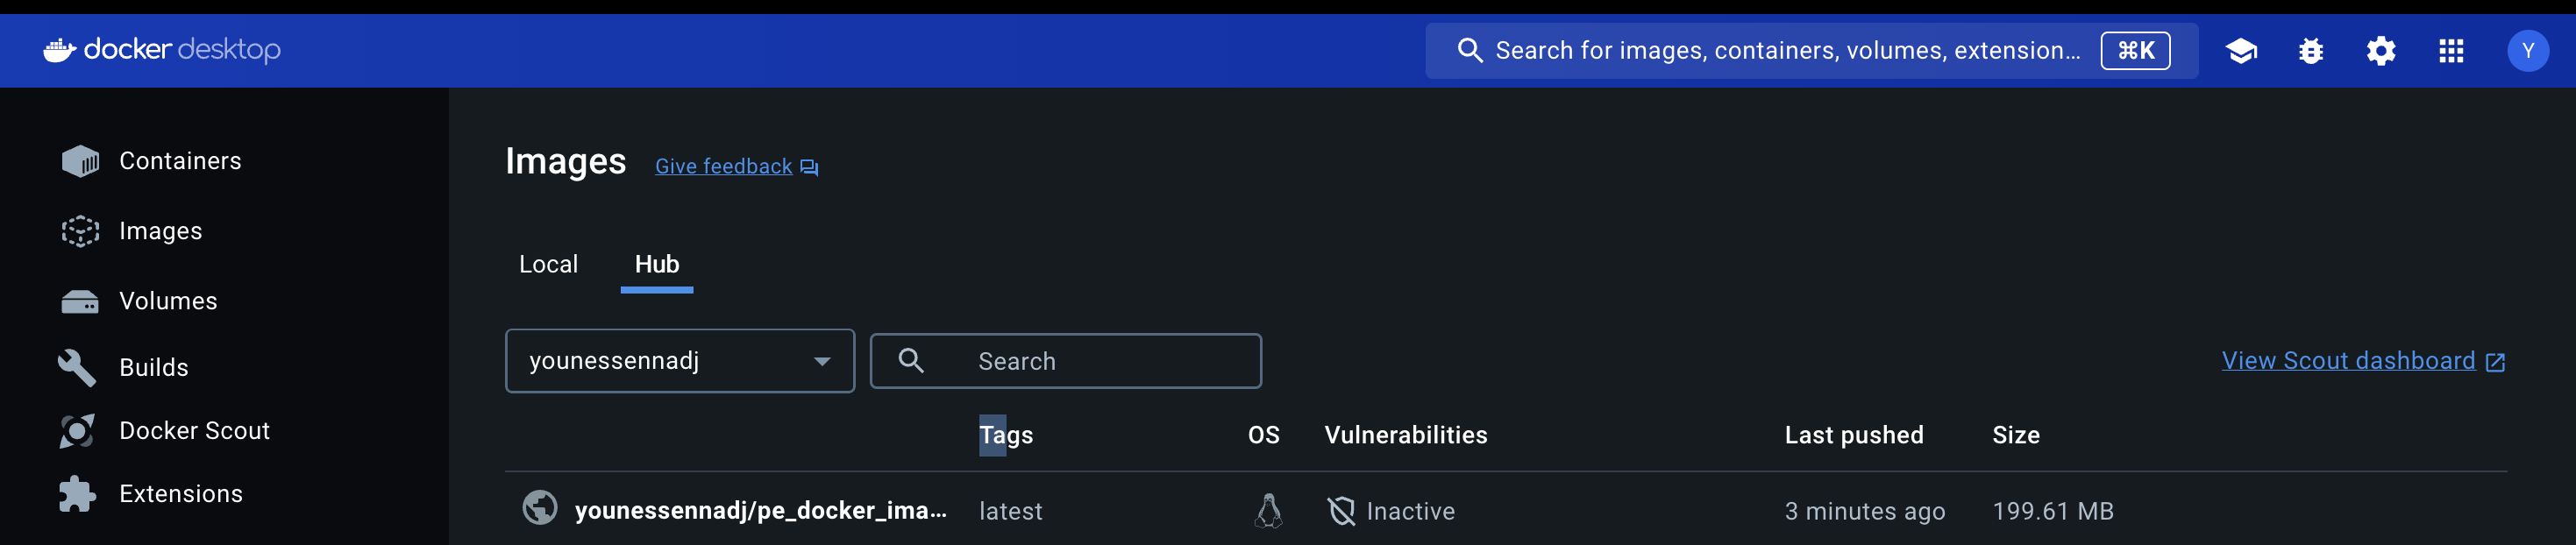 docker desktop
Search for images, containers, volumes, extension... ⌘K
Y
Containers
Images
Volumes
Builds
Docker Scout
Extensions
Images Give feedback
Local Hub
younessennadj Search View Scout dashboard
Tags OS Vulnerabilities Last pushed Size
younessennadj/pe_docker_ima... latest Inactive 3 minutes ago 199.61 MB